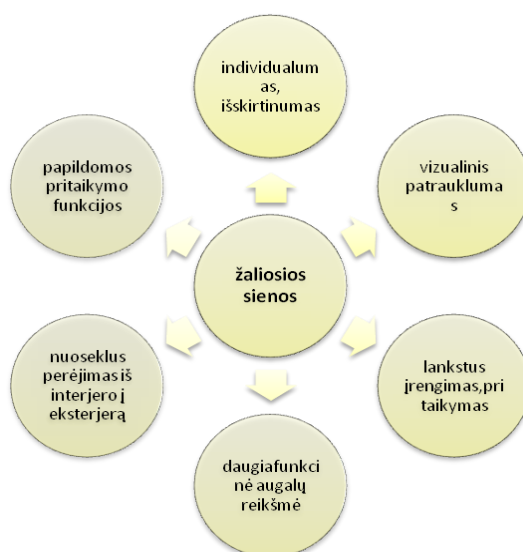 individualum
as,
išskirtinumas
papildomos
pritaikymo
funkcijos
vizualinis
patraukluma
s
žaliosios
sienos
nuoseklus
perėjimas iš
interjero į
eksterjerą
lankstus
įrengimas,pri
taikymas
daugiafunkci
nė augalų
reikšmė